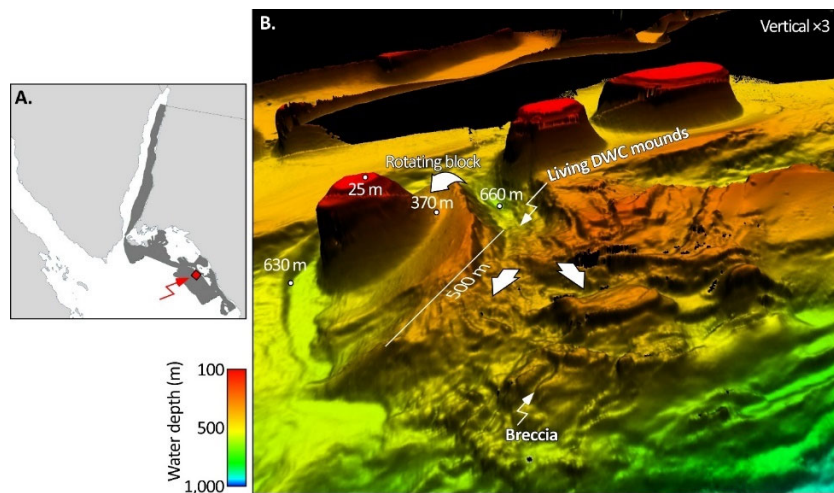 A.
B.
Vertical ×3
Rotating block
Living DWC mounds
25 m
370 m
660 m
630 m
500 m
Water depth (m)
100
500
1,000
Breccia